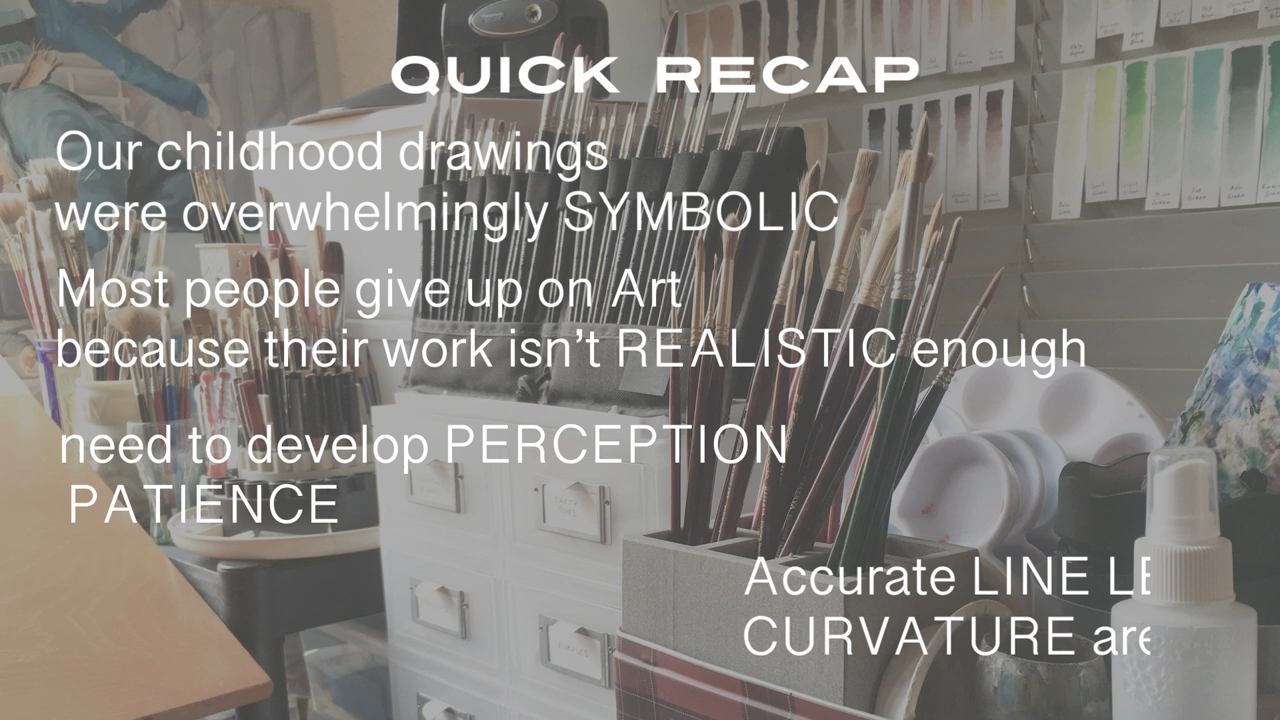 QUICK RECAP
Our childhood drawings
were overwhelmingly SYMBOLIC
Most people give up on Art
because their work isn't REALISTIC enough
need to develop PERCEPTION
PATIENCE
Accurate LINE
CURVATURE are